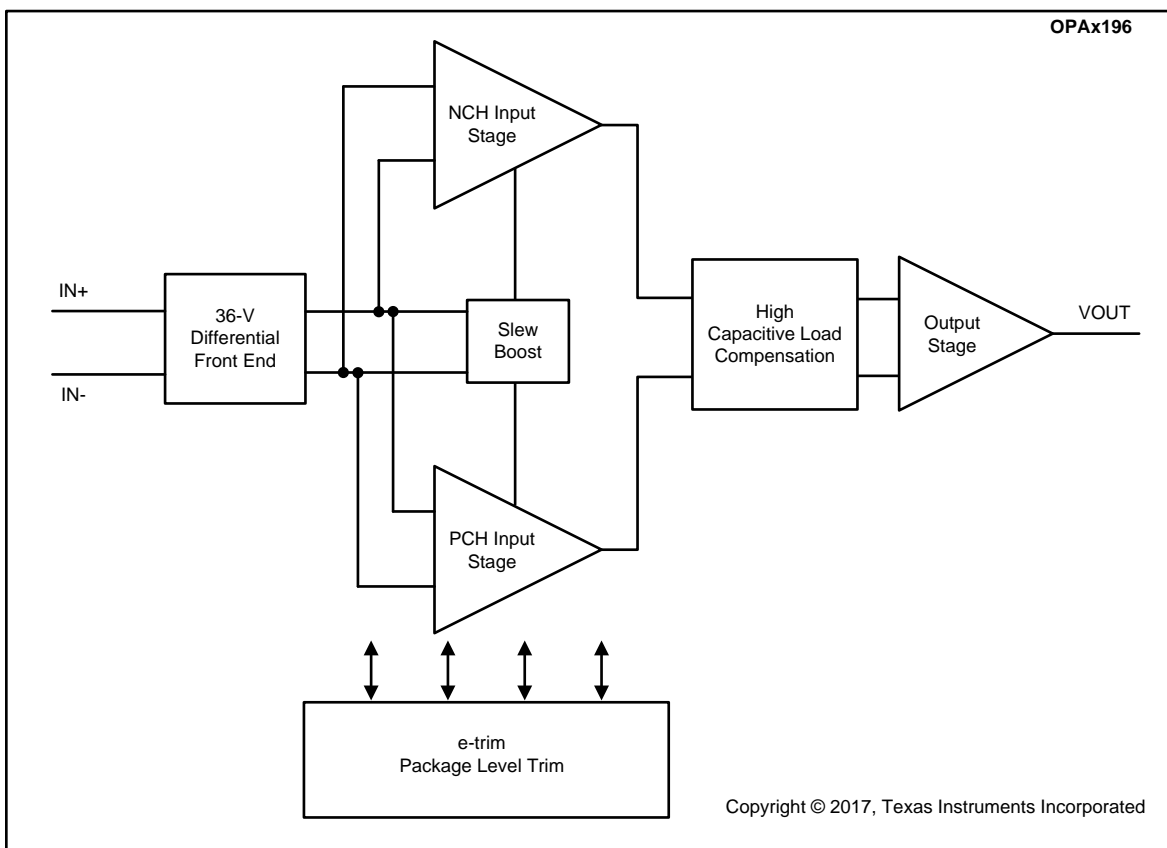 OPAx196
NCH Input
Stage
IN+
36-V
Differential
Front End
IN-
Slew
Boost
High
Capacitive Load
Compensation
Output
Stage
VOUT
PCH Input
Stage
e-trim
Package Level Trim
Copyright © 2017, Texas Instruments Incorporated